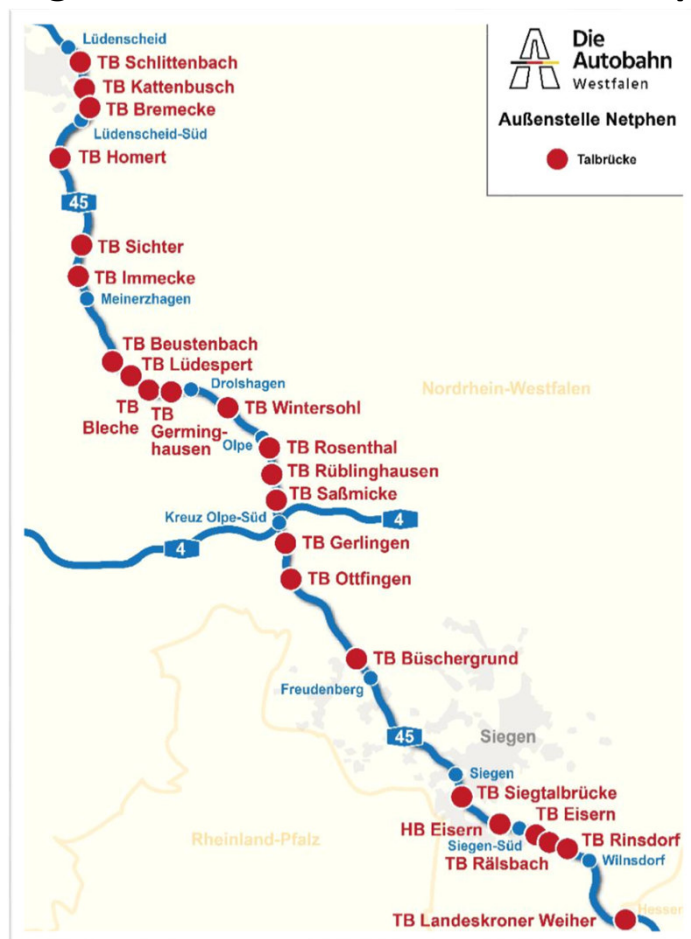 Lüdenscheid
TB Schlittenbach
TB Kattenbusch
TB Bremecke
Lüdenscheid-Süd
TB Homert
45
TB Sichter
TB Immecke
Meinerzhagen
TB Beustenbach
TB Lüdespert
TB
Bleche
TB
Germing-
hausen
Drolshagen
TB Wintersohl
Olpe
TB Rosenthal
TB Rüblinghausen
TB Saßmicke
Kreuz Olpe-Süd
4
4
TB Gerlingen
TB Ottfingen
TB Büschergrund
Freudenberg
45
Siegen
Siegen
TB Siegtalbrücke
HB Eisern
TB Eisern
Siegen-Süd
TB Rälsbach
TB Rinsdorf
Wilnsdorf
TB Landeskroner Weiher
Nordrhein-Westfalen
Rheinland-Pfalz
Hessen
Die
Autobahn
Westfalen
Außenstelle Netphen
Talbrücke